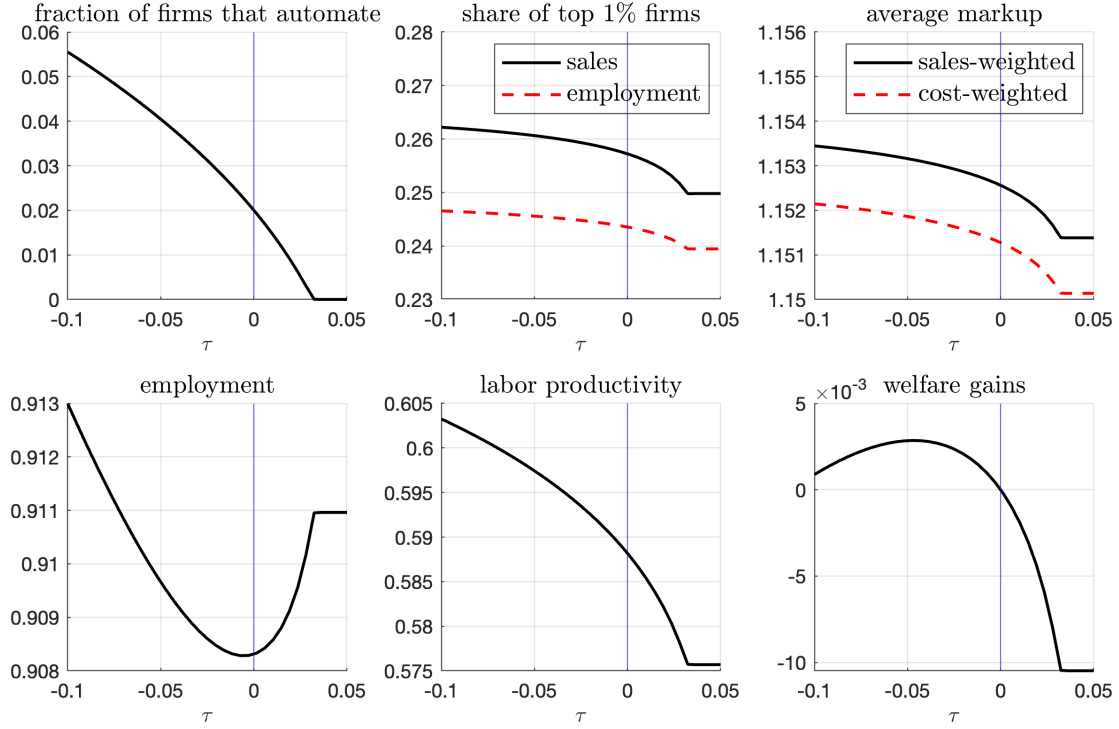 fraction of firms that automate
0.06
0.05
0.04
0.03
0.02
0.01
0
-0.1 -0.05 0 0.05
τ
share of top 1% firms
0.28
0.27
0.26
0.25
0.24
0.23
sales
employment
-0.1 -0.05 0 0.05
τ
average markup
1.156
1.155
1.154
1.153
1.152
1.151
1.15
sales-weighted
cost-weighted
-0.1 -0.05 0 0.05
τ
employment
0.913
0.912
0.911
0.91
0.909
0.908
-0.1 -0.05 0 0.05
τ
labor productivity
0.605
0.6
0.595
0.59
0.585
0.58
0.575
-0.1 -0.05 0 0.05
τ
×10-3 welfare gains
5
0
-5
-10
-0.1 -0.05 0 0.05
τ